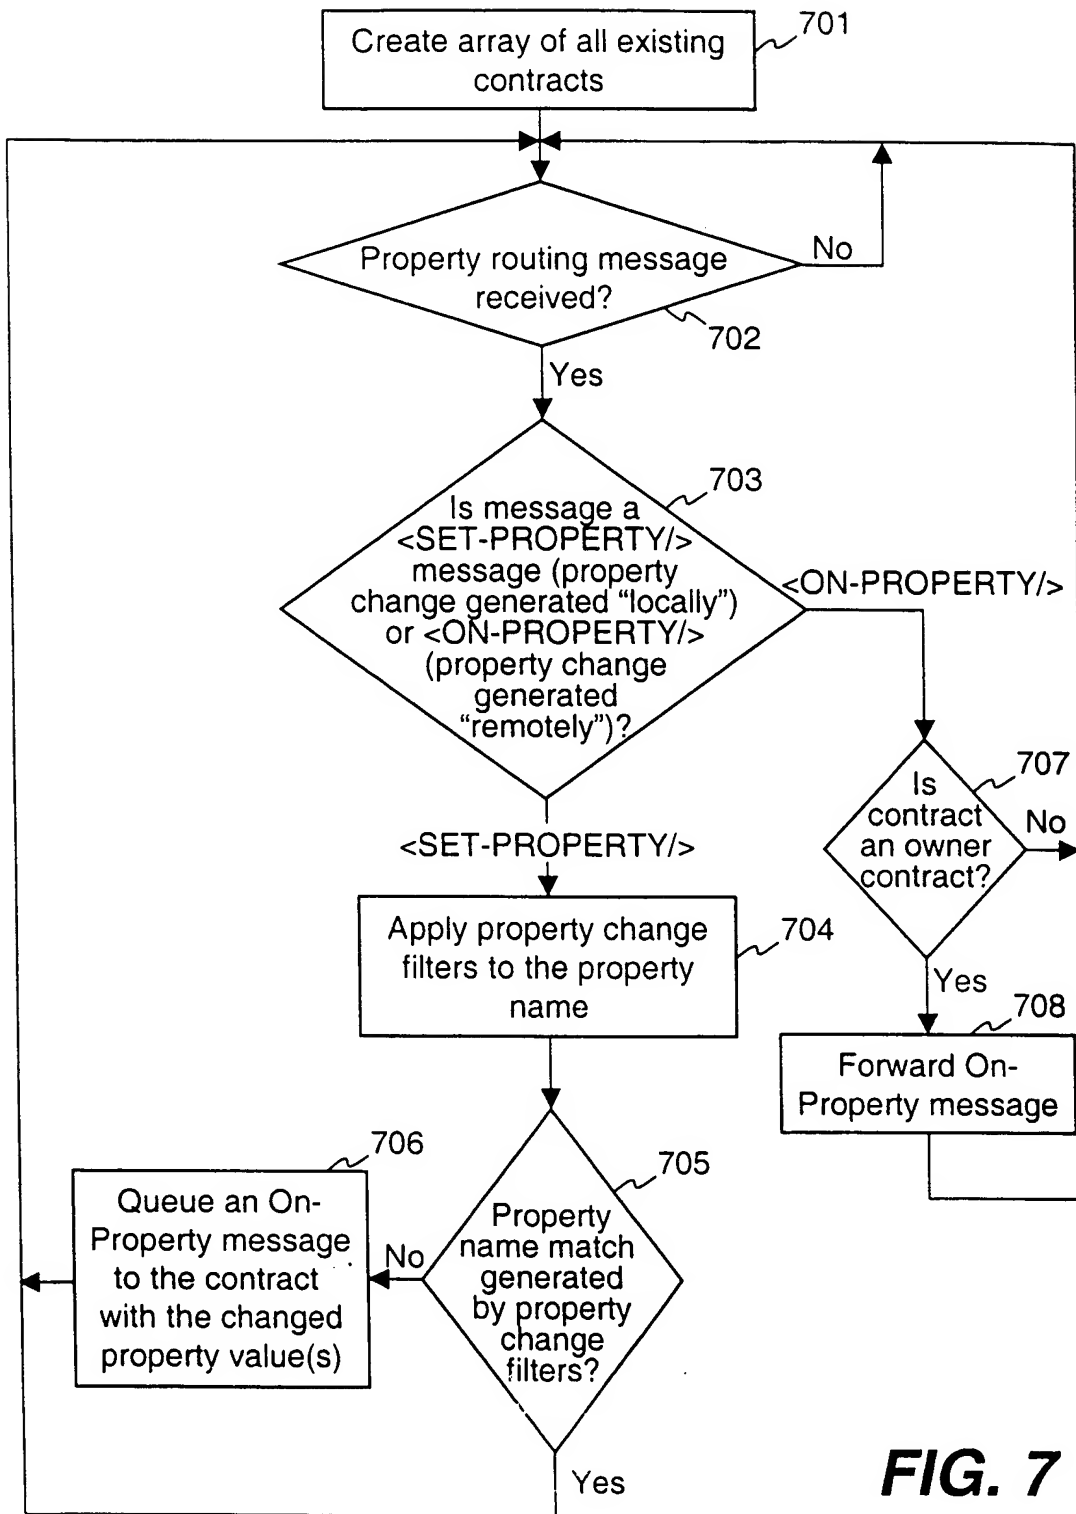 Create array of all existing
contracts
701
Property routing message
received?
No
702
Yes
703
Is message a
<SET-PROPERTY/>
message (property
change generated “locally”)
or <ON-PROPERTY/>
(property change
generated
“remotely”)?
<ON-PROPERTY/>
<SET-PROPERTY/>
707
Is
contract
an owner
contract?
No
Yes
Apply property change
filters to the property
name
704
708
Forward On-
Property message
706
Queue an On-
Property message
to the contract
with the changed
property value(s)
No
705
Property
name match
generated
by property
change
filters?
Yes
FIG. 7